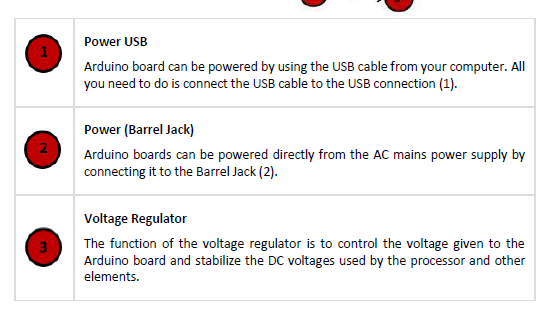 1
Power USB
Arduino board can be powered by using the USB cable from your computer. All
you need to do is connect the USB cable to the USB connection (1).
2
Power (Barrel Jack)
Arduino boards can be powered directly from the AC mains power supply by
connecting it to the Barrel Jack (2).
3
Voltage Regulator
The function of the voltage regulator is to control the voltage given to the
Arduino board and stabilize the DC voltages used by the processor and other
elements.